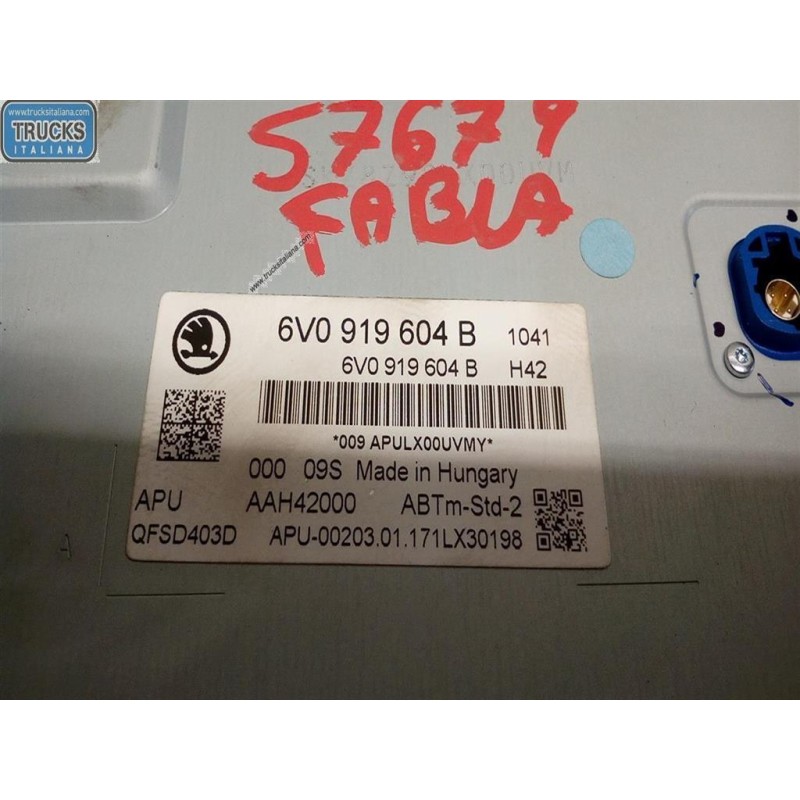 www.trucksitaliana.com
TRUCKS
ITALIANA
57679
FABIA
www.trucksitaliana.com
6V0 919 604 B 1041
6V0 919 604 B H42
*009 APULX00UVMY*
000 09S Made in Hungary
APU AAH42000 ABTm-Std-2
QFSD403D APU-00203.01.171LX30198
A